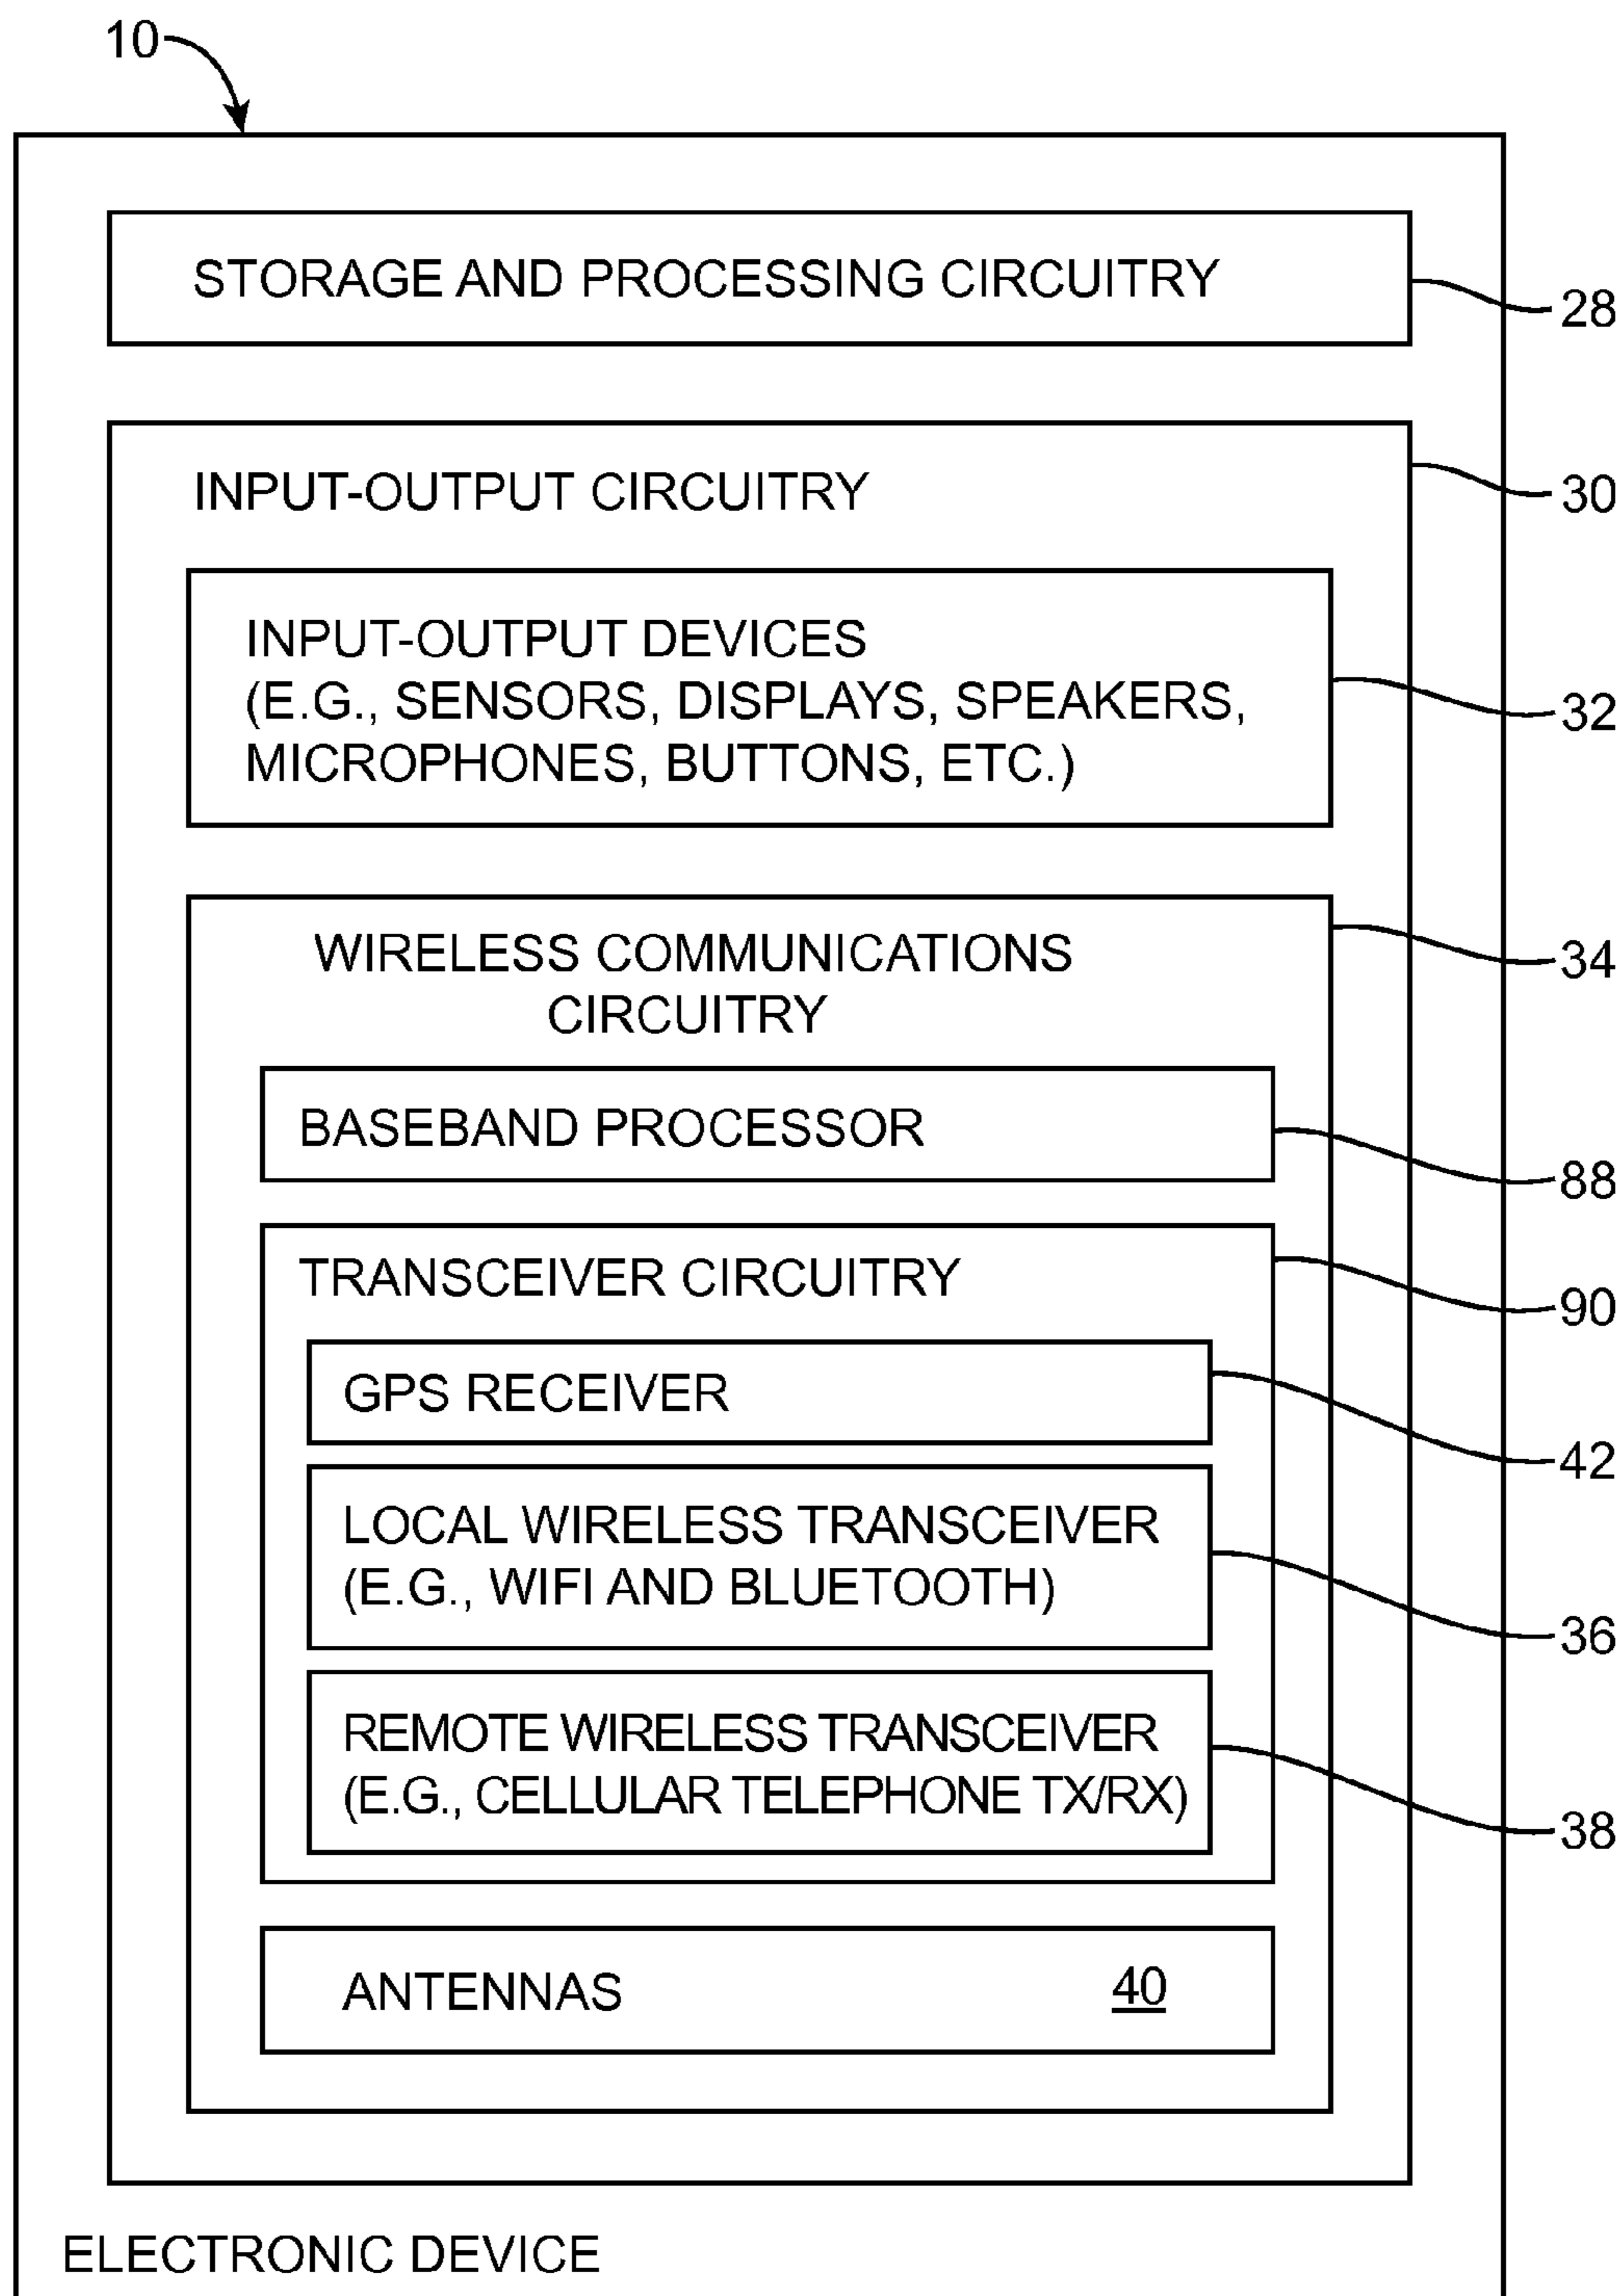 10
STORAGE AND PROCESSING CIRCUITRY
28
INPUT-OUTPUT CIRCUITRY
30
INPUT-OUTPUT DEVICES
(E.G., SENSORS, DISPLAYS, SPEAKERS,
MICROPHONES, BUTTONS, ETC.)
32
WIRELESS COMMUNICATIONS
CIRCUITRY
34
BASEBAND PROCESSOR
88
TRANSCEIVER CIRCUITRY
90
GPS RECEIVER
42
LOCAL WIRELESS TRANSCEIVER
(E.G., WIFI AND BLUETOOTH)
36
REMOTE WIRELESS TRANSCEIVER
(E.G., CELLULAR TELEPHONE TX/RX)
38
ANTENNAS 40
ELECTRONIC DEVICE